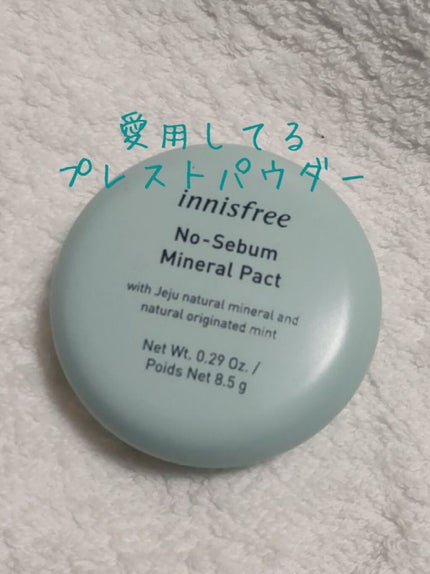 愛用してる
プレストパウダー
innisfree
No-Sebum
Mineral Pact
with Jeju natural mineral and
natural originated mint
Net Wt. 0.29 Oz. /
Poids Net 8.5 g